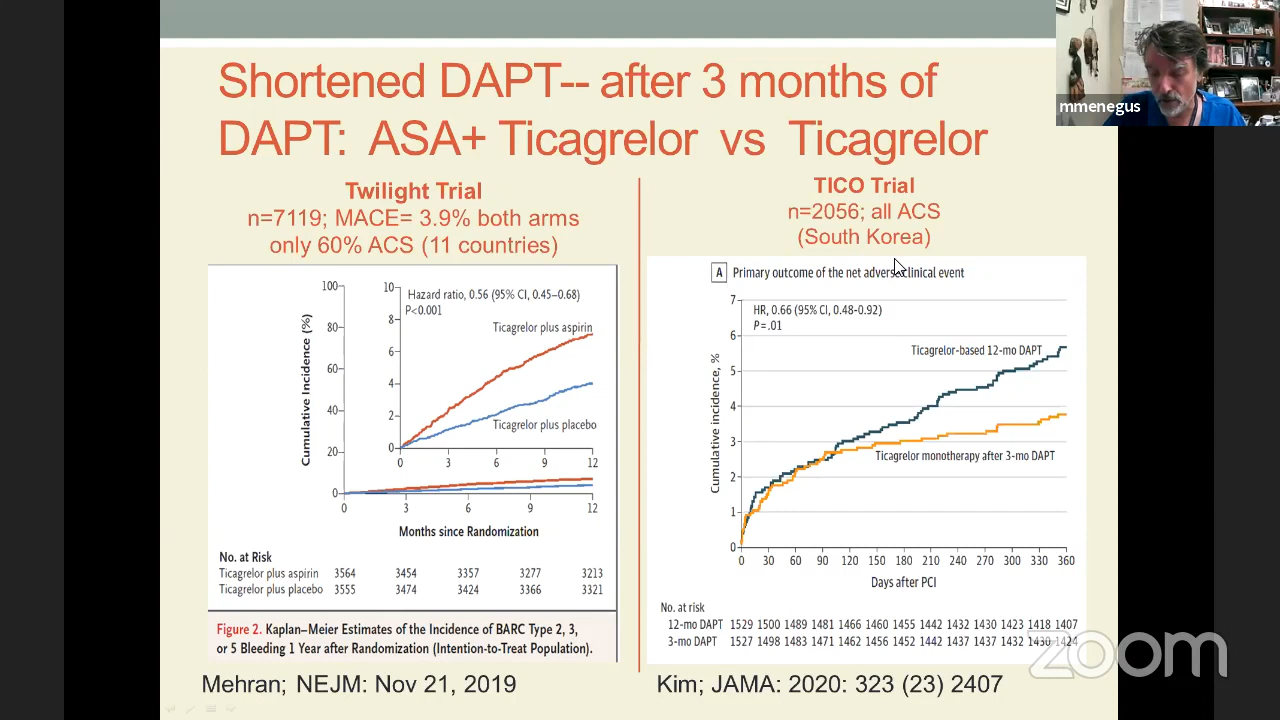 Shortened DAPT-- after 3 months of
DAPT: ASA+ Ticagrelor vs Ticagrelor
mmenegus
Twilight Trial
n=7119; MACE= 3.9% both arms
only 60% ACS (11 countries)
100
80
60
40
20
0
Cumulative Incidence (%)
10
8
6
4
2
0
Hazard ratio, 0.56 (95% CI, 0.45–0.68)
P<0.001
Ticagrelor plus aspirin
Ticagrelor plus placebo
0 3 6 9 12
0 3 6 9 12
Months since Randomization
No. at Risk
Ticagrelor plus aspirin 3564 3454 3357 3277 3213
Ticagrelor plus placebo 3555 3474 3424 3366 3321
Figure 2. Kaplan–Meier Estimates of the Incidence of BARC Type 2, 3,
or 5 Bleeding 1 Year after Randomization (Intention-to-Treat Population).
Mehran; NEJM: Nov 21, 2019
TICO Trial
n=2056; all ACS
(South Korea)
A Primary outcome of the net adverse clinical event
7
6
5
4
3
2
1
0
Cumulative incidence, %
HR, 0.66 (95% CI, 0.48-0.92)
P=.01
Ticagrelor-based 12-mo DAPT
Ticagrelor monotherapy after 3-mo DAPT
0 30 60 90 120 150 180 210 240 270 300 330 360
Days after PCI
No. at risk
12-mo DAPT 1529 1500 1489 1481 1466 1460 1455 1442 1432 1430 1423 1418 1407
3-mo DAPT 1527 1498 1483 1471 1462 1456 1452 1442 1437 1437 1432 1430 1424
Kim; JAMA: 2020: 323 (23) 2407
zoom